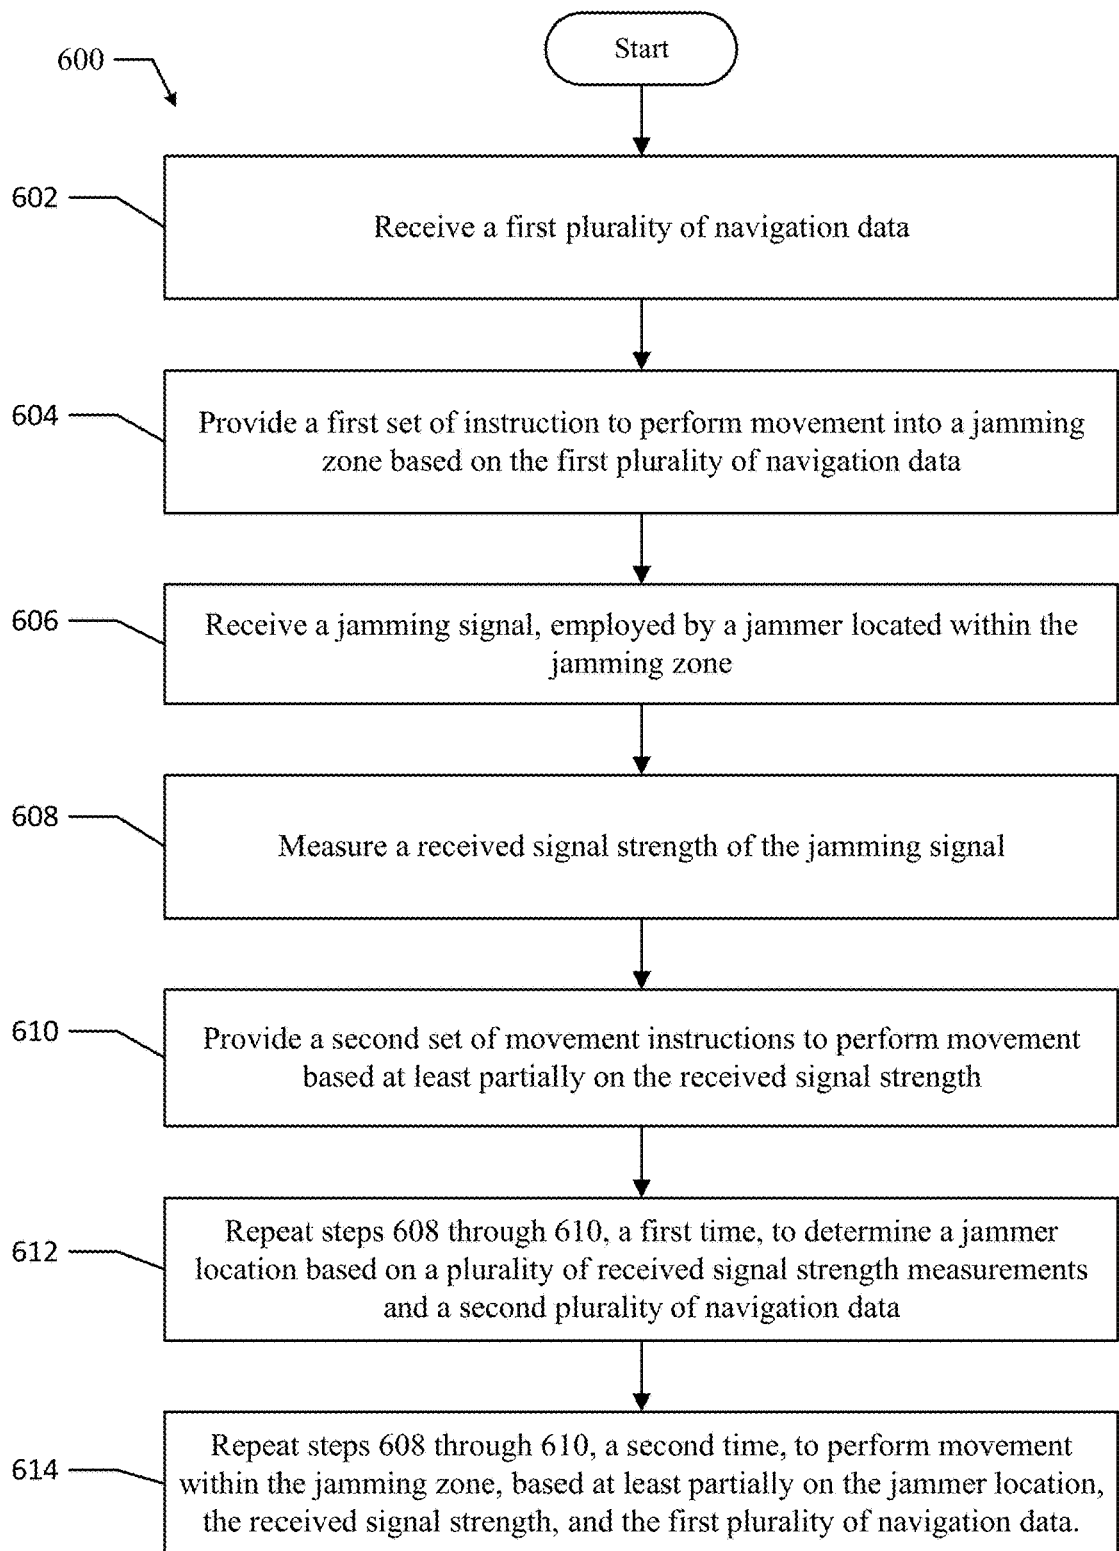 Start
600
602
Receive a first plurality of navigation data
604
Provide a first set of instruction to perform movement into a jamming
zone based on the first plurality of navigation data
606
Receive a jamming signal, employed by a jammer located within the
jamming zone
608
Measure a received signal strength of the jamming signal
610
Provide a second set of movement instructions to perform movement
based at least partially on the received signal strength
612
Repeat steps 608 through 610, a first time, to determine a jammer
location based on a plurality of received signal strength measurements
and a second plurality of navigation data
614
Repeat steps 608 through 610, a second time, to perform movement
within the jamming zone, based at least partially on the jammer location,
the received signal strength, and the first plurality of navigation data.